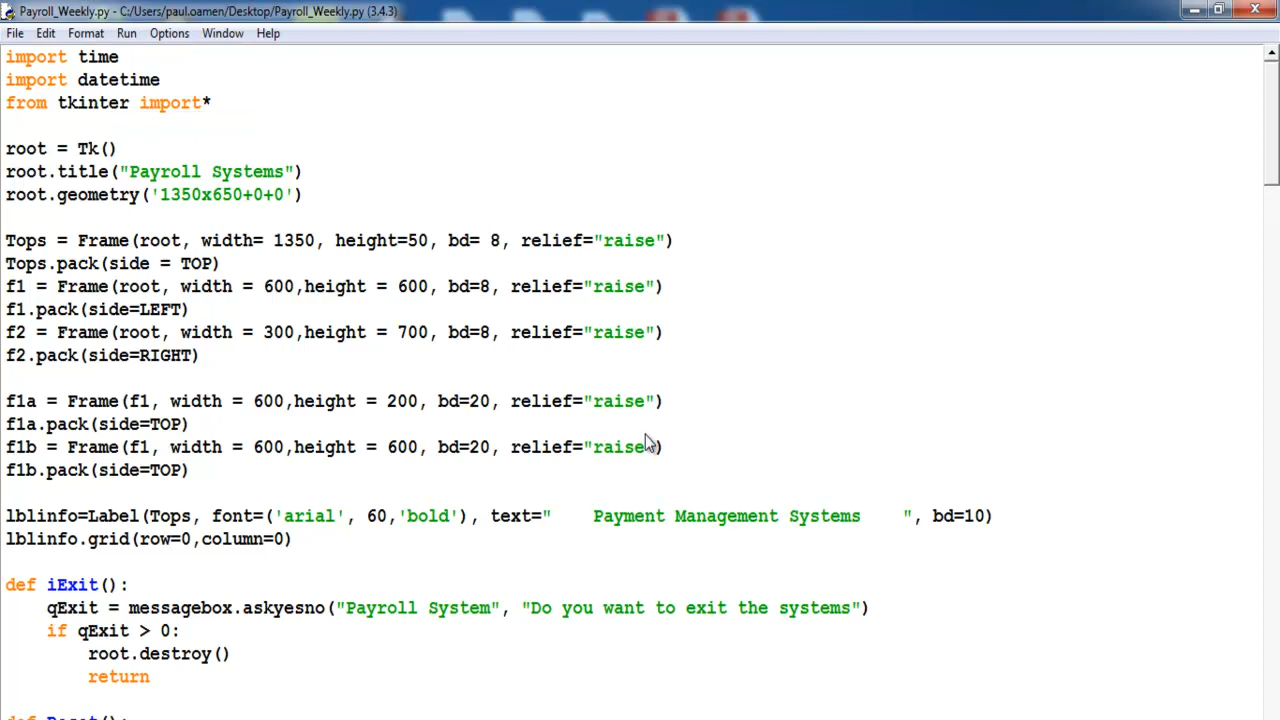 Payroll_Weekly.py - C:/Users/paul.oamen/Desktop/Payroll_Weekly.py (3.4.3)
File Edit Format Run Options Window Help
import time
import datetime
from tkinter import*
root = Tk()
root.title("Payroll Systems")
root.geometry('1350x650+0+0')
Tops = Frame(root, width= 1350, height=50, bd= 8, relief="raise")
Tops.pack(side = TOP)
f1 = Frame(root, width = 600,height = 600, bd=8, relief="raise")
f1.pack(side=LEFT)
f2 = Frame(root, width = 300,height = 700, bd=8, relief="raise")
f2.pack(side=RIGHT)
f1a = Frame(f1, width = 600,height = 200, bd=20, relief="raise")
f1a.pack(side=TOP)
f1b = Frame(f1, width = 600,height = 600, bd=20, relief="raise")
f1b.pack(side=TOP)
lblinfo=Label(Tops, font=('arial', 60,'bold'), text="    Payment Management Systems    ", bd=10)
lblinfo.grid(row=0,column=0)
def iExit():
    qExit = messagebox.askyesno("Payroll System", "Do you want to exit the systems")
    if qExit > 0:
        root.destroy()
        return
def Reset():